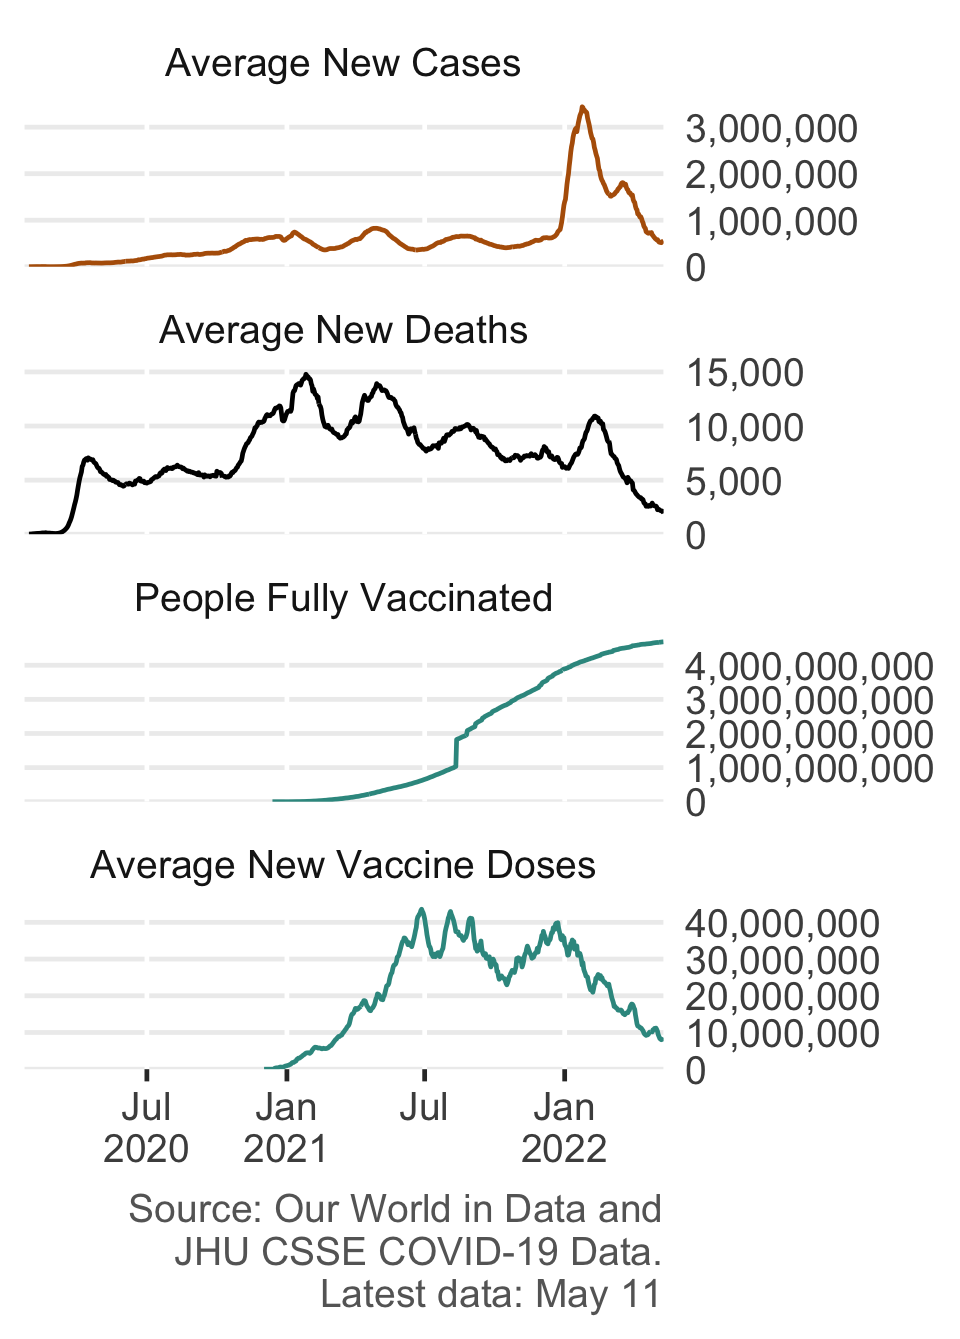 Average New Cases
3,000,000
2,000,000
1,000,000
0
Average New Deaths
15,000
10,000
5,000
0
People Fully Vaccinated
4,000,000,000
3,000,000,000
2,000,000,000
1,000,000,000
0
Average New Vaccine Doses
40,000,000
30,000,000
20,000,000
10,000,000
0
Jul Jan Jul Jan
2020 2021 2022
Source: Our World in Data and
JHU CSSE COVID-19 Data.
Latest data: May 11